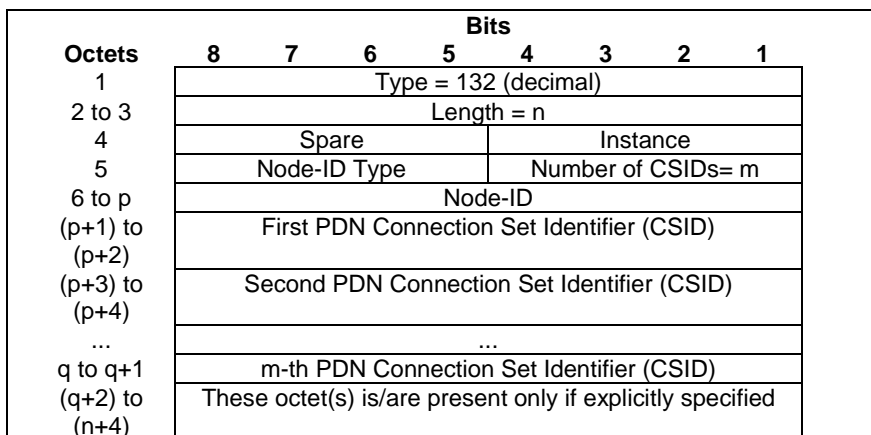 Bits
Octets 8 7 6 5 4 3 2 1
1 Type = 132 (decimal)
2 to 3 Length = n
4 Spare Instance
5 Node-ID Type Number of CSIDs= m
6 to p Node-ID
(p+1) to First PDN Connection Set Identifier (CSID)
(p+2)
(p+3) to Second PDN Connection Set Identifier (CSID)
(p+4)
... ...
q to q+1 m-th PDN Connection Set Identifier (CSID)
(q+2) to These octet(s) is/are present only if explicitly specified
(n+4)